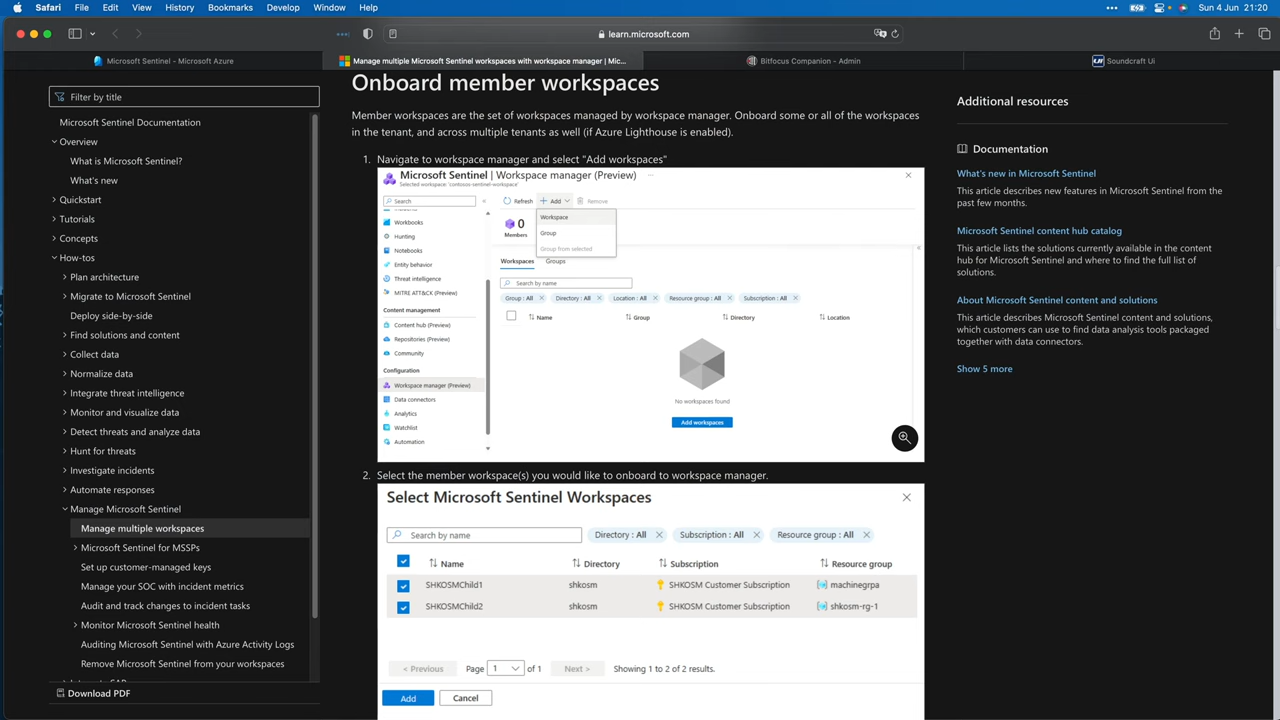 Safari File Edit View History Bookmarks Develop Window Help
Sun 4 Jun 21:20
learn.microsoft.com
Microsoft Sentinel - Microsoft Azure
Manage multiple Microsoft Sentinel workspaces with workspace manager | Mic...
Bitfocus Companion - Admin
Soundcraft Ui
Filter by title
Microsoft Sentinel Documentation
Overview
What is Microsoft Sentinel?
What's new
Quickstart
Tutorials
Concepts
How-tos
Plan architecture
Migrate to Microsoft Sentinel
Deploy side-by-side
Find solutions and content
Collect data
Normalize data
Integrate threat intelligence
Monitor and visualize data
Detect threats and analyze data
Hunt for threats
Investigate incidents
Automate responses
Manage Microsoft Sentinel
Manage multiple workspaces
Microsoft Sentinel for MSSPs
Set up customer-managed keys
Manage your SOC with incident metrics
Audit and track changes to incident tasks
Monitor Microsoft Sentinel health
Auditing Microsoft Sentinel with Azure Activity Logs
Remove Microsoft Sentinel from your workspaces
Download PDF
Onboard member workspaces
Member workspaces are the set of workspaces managed by workspace manager. Onboard some or all of the workspaces
in the tenant, and across multiple tenants as well (if Azure Lighthouse is enabled).
1. Navigate to workspace manager and select "Add workspaces"
Microsoft Sentinel | Workspace manager (Preview) ...
Selected workspace: 'contosos-sentinel-workspace'
Search
Workbooks
Hunting
Notebooks
Entity behavior
Threat intelligence
MITRE ATT&CK (Preview)
Content management
Content hub (Preview)
Repositories (Preview)
Community
Configuration
Workspace manager (Preview)
Data connectors
Analytics
Watchlist
Automation
Refresh + Add Remove
Workspace
Group
Group from selected
0
Members
Workspaces Groups
Search by name
Group : All Directory : All Location : All Resource group : All Subscription : All
Name Group Directory Location
No workspaces found
Add workspaces
2. Select the member workspace(s) you would like to onboard to workspace manager.
Select Microsoft Sentinel Workspaces
Search by name Directory : All Subscription : All Resource group : All
Name Directory Subscription Resource group
SHKOSMChild1 shkosm SHKOSM Customer Subscription machinegrpa
SHKOSMChild2 shkosm SHKOSM Customer Subscription shkosm-rg-1
< Previous Page 1 of 1 Next > Showing 1 to 2 of 2 results.
Add Cancel
Additional resources
Documentation
What's new in Microsoft Sentinel
This article describes new features in Microsoft Sentinel from the
past few months.
Microsoft Sentinel content hub catalog
This article lists the solutions currently available in the content
hub for Microsoft Sentinel and where to find the full list of
solutions.
About Microsoft Sentinel content and solutions
This article describes Microsoft Sentinel content and solutions,
which customers can use to find data analysis tools packaged
together with data connectors.
Show 5 more